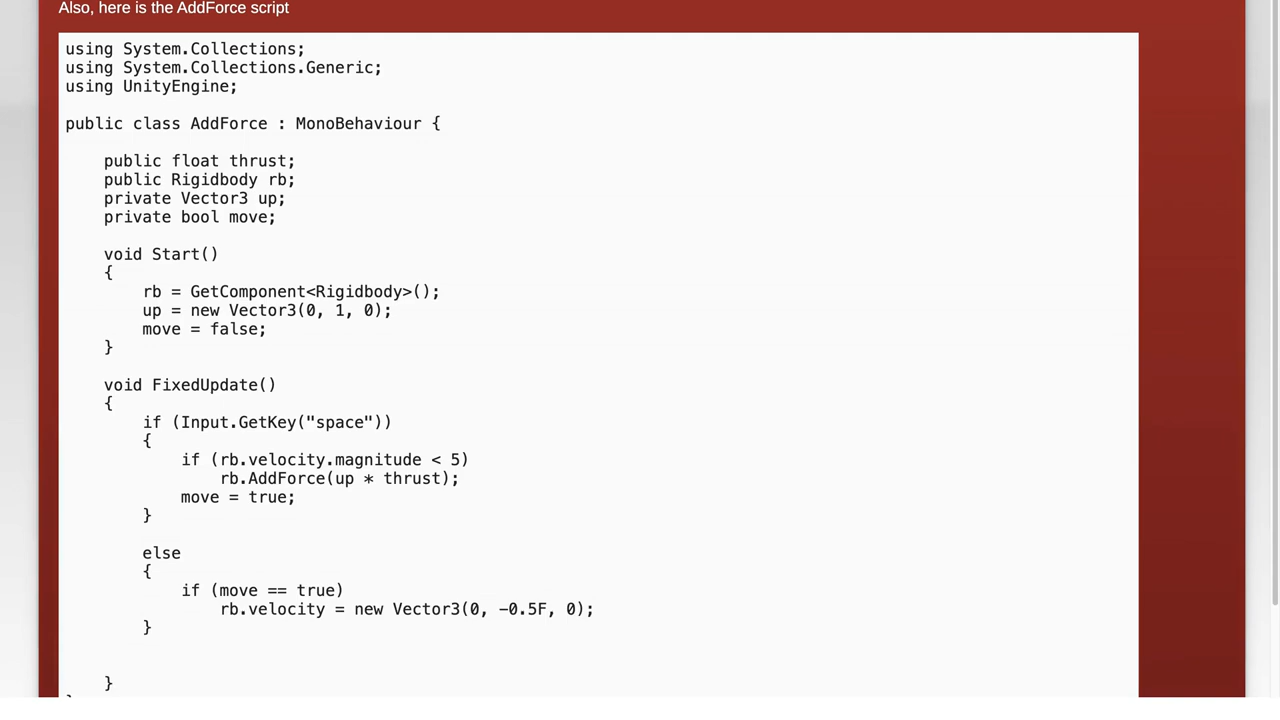 Also, here is the AddForce script
using System.Collections;
using System.Collections.Generic;
using UnityEngine;
public class AddForce : MonoBehaviour {
public float thrust;
public Rigidbody rb;
private Vector3 up;
private bool move;
void Start()
{
rb = GetComponent<Rigidbody>();
up = new Vector3(0, 1, 0);
move = false;
}
void FixedUpdate()
{
if (Input.GetKey("space"))
{
if (rb.velocity.magnitude < 5)
rb.AddForce(up * thrust);
move = true;
}
else
{
if (move == true)
rb.velocity = new Vector3(0, -0.5F, 0);
}
}